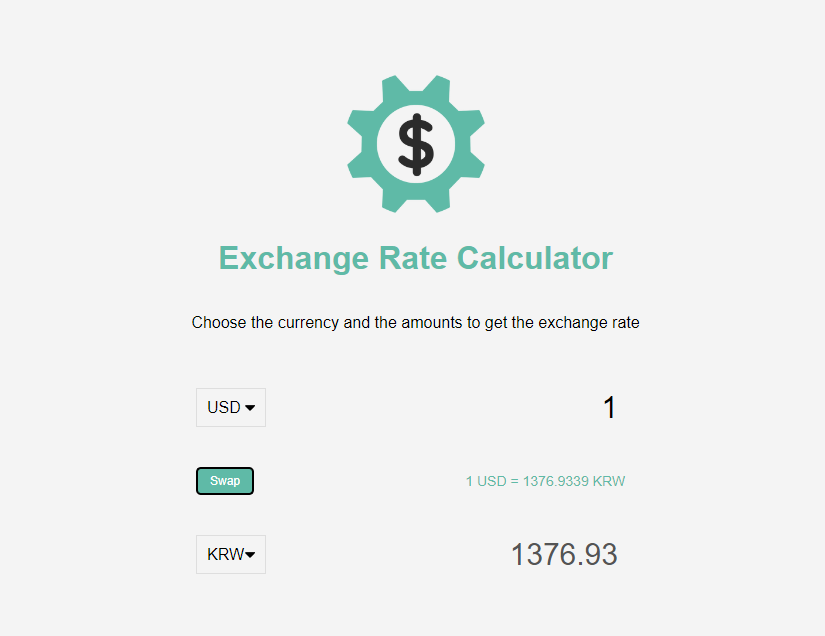 $
Exchange Rate Calculator
Choose the currency and the amounts to get the exchange rate
USD 1
Swap 1 USD = 1376.9339 KRW
KRW 1376.93